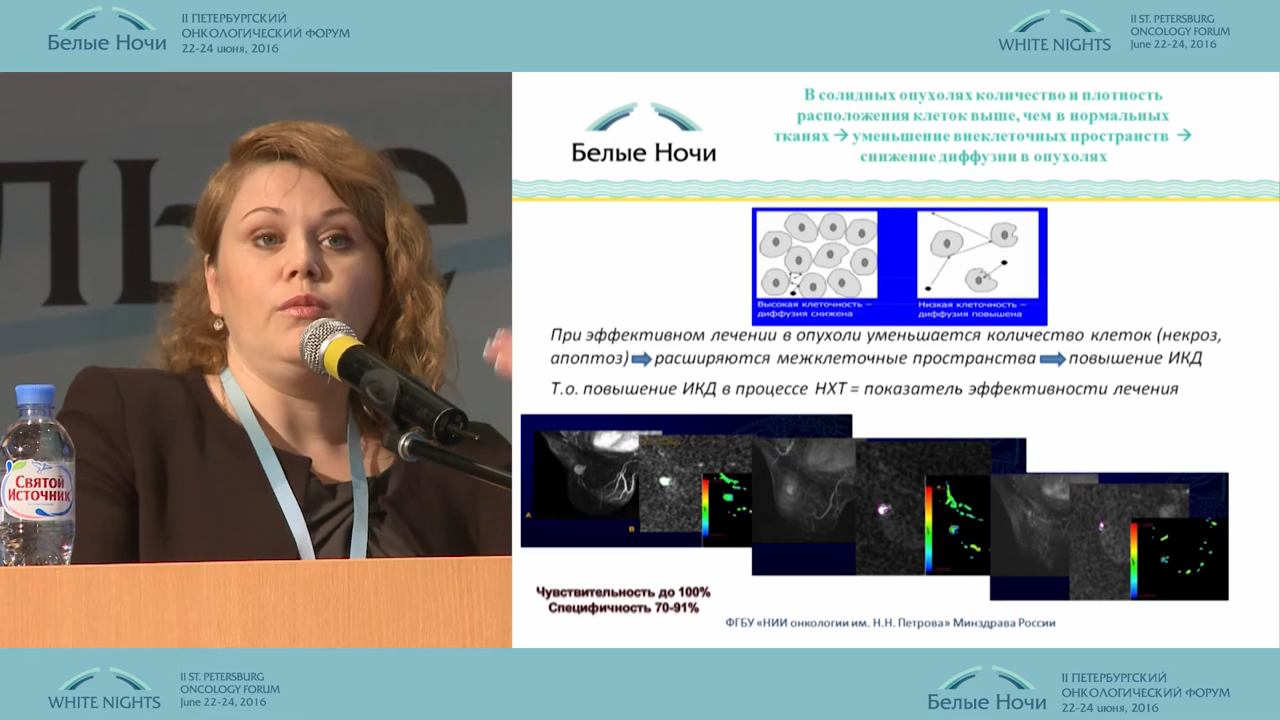 Белые Ночи
II ПЕТЕРБУРГСКИЙ
ОНКОЛОГИЧЕСКИЙ ФОРУМ
22-24 июня, 2016
WHITE NIGHTS
II ST. PETERSBURG
ONCOLOGY FORUM
June 22-24, 2016
СВЯТОЙ
ИСТОЧНИК
Белые Ночи
В солидных опухолях количество и плотность
расположения клеток выше, чем в нормальных
тканях → уменьшение внеклеточных пространств →
снижение диффузии в опухолях
Высокая клеточность –
диффузия снижена
Низкая клеточность –
диффузия повышена
При эффективном лечении в опухоли уменьшается количество клеток (некроз,
апоптоз) расширяются межклеточные пространства повышение ИКД
Т.о. повышение ИКД в процессе НХТ = показатель эффективности лечения
A
B
Чувствительность до 100%
Специфичность 70-91%
ФГБУ «НИИ онкологии им. Н.Н. Петрова» Минздрава России
WHITE NIGHTS
II ST. PETERSBURG
ONCOLOGY FORUM
June 22-24, 2016
Белые Ночи
II ПЕТЕРБУРГСКИЙ
ОНКОЛОГИЧЕСКИЙ ФОРУМ
22-24 июня, 2016